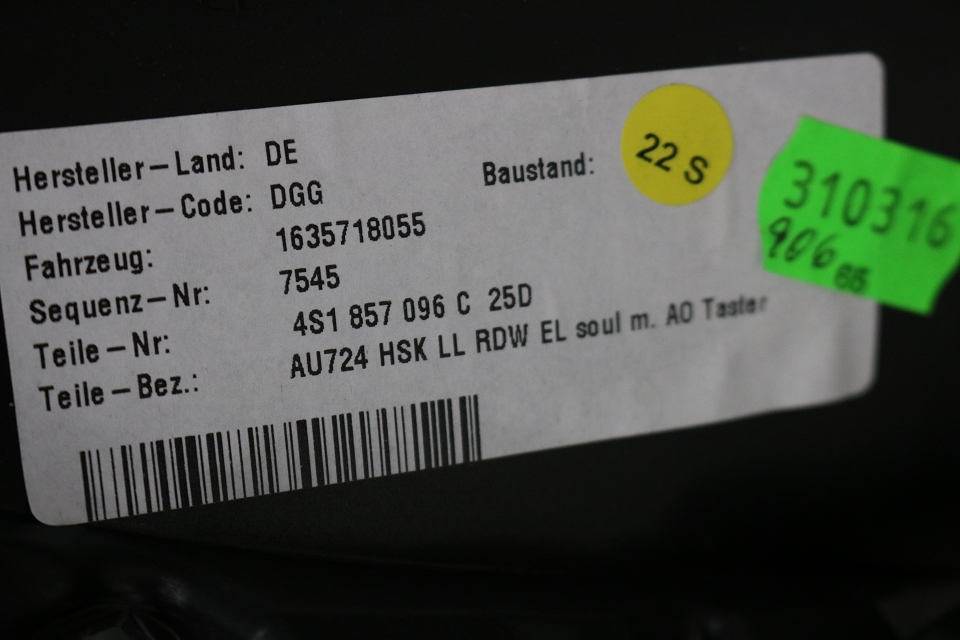 Hersteller-Land: DE
Hersteller-Code: DGG
Baustand: 22 S
Fahrzeug: 1635718055
Sequenz-Nr: 7545
Teile-Nr: 4S1 857 096 C 25D
Teile-Bez.: AU724 HSK LL RDW EL soul m. AO Taster
310316
906 65